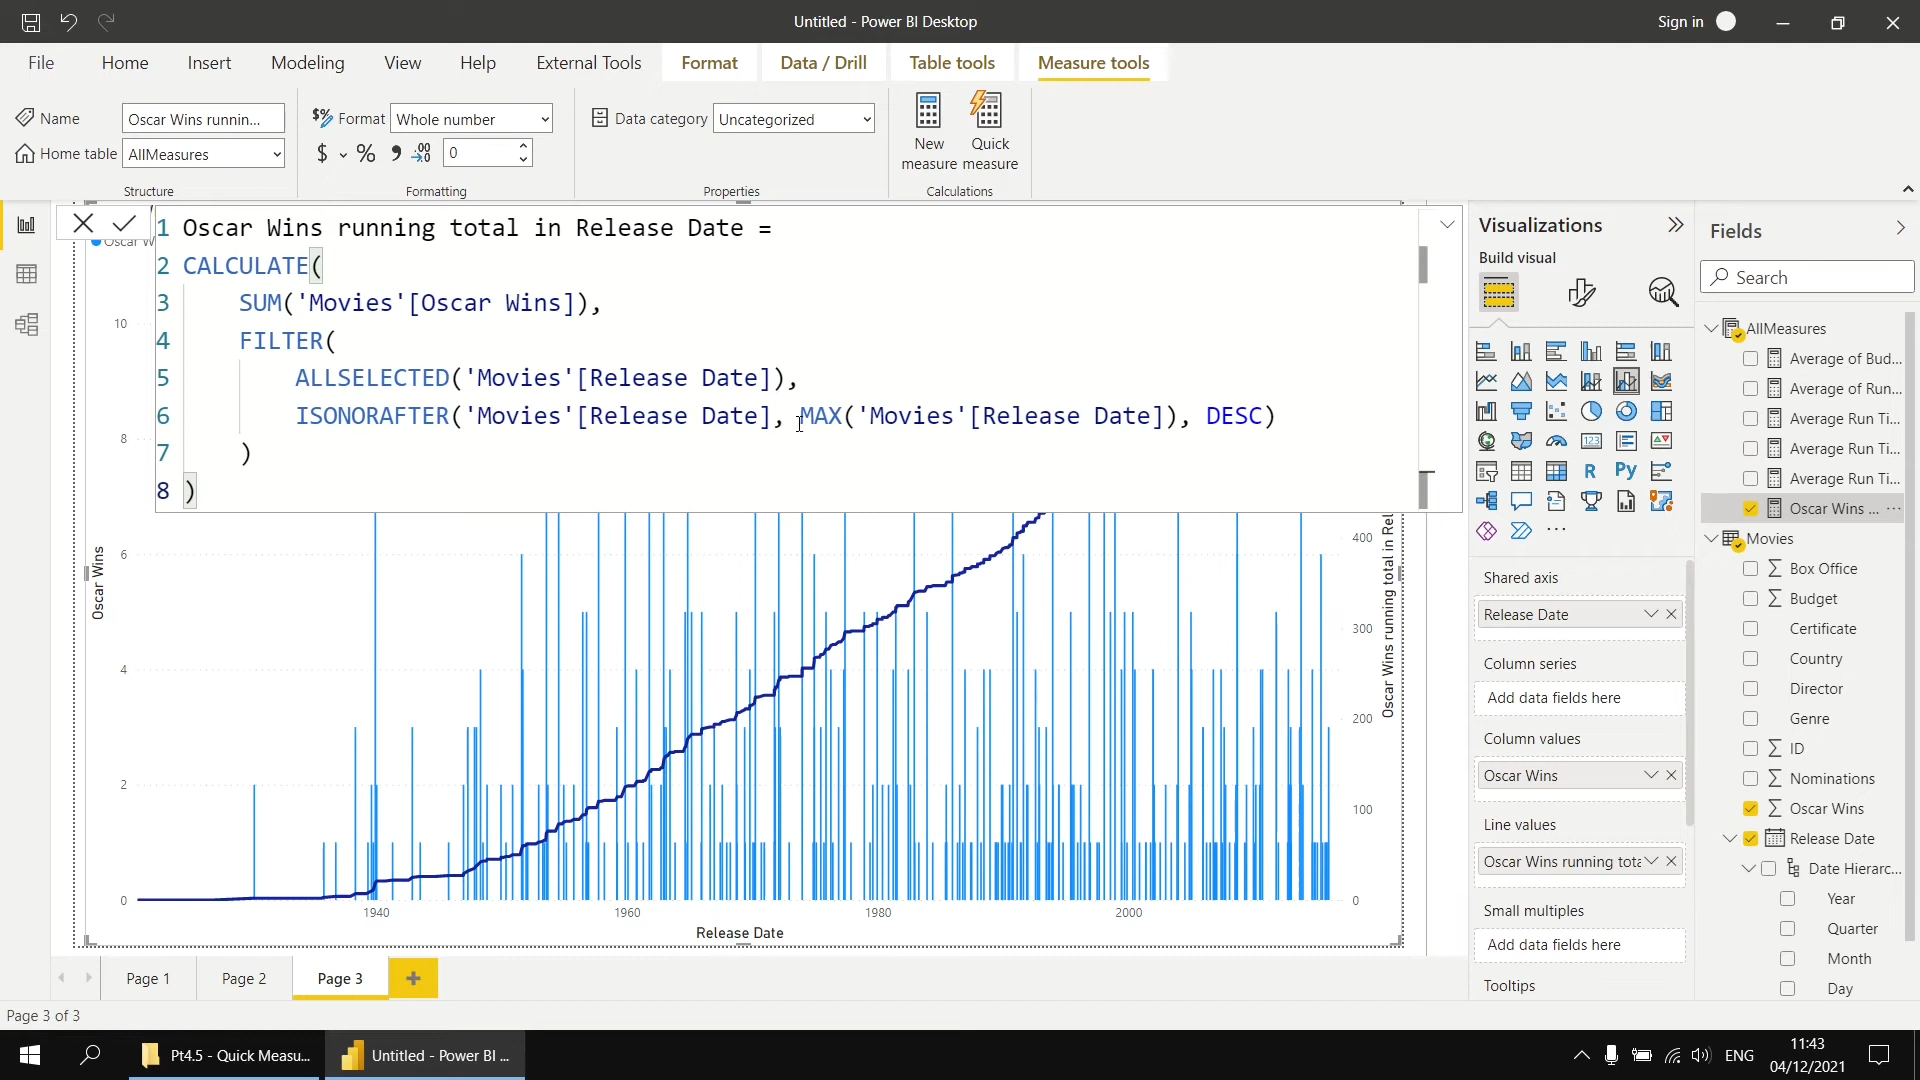 Untitled - Power BI Desktop
Sign in
File
Home
Insert
Modeling
View
Help
External Tools
Format
Data / Drill
Table tools
Measure tools
Name
Oscar Wins runnin...
Home table
AllMeasures
Structure
Format
Whole number
$
%
0
Formatting
Data category
Uncategorized
Properties
New
measure
Quick
measure
Calculations
1 Oscar Wins running total in Release Date =
2 CALCULATE(
3 SUM('Movies'[Oscar Wins]),
4 FILTER(
5 ALLSELECTED('Movies'[Release Date]),
6 ISONORAFTER('Movies'[Release Date], MAX('Movies'[Release Date]), DESC)
7 )
8 )
Oscar W
10
8
6
4
2
0
Oscar Wins
400
300
200
100
0
Oscar Wins running total in Rel
1940
1960
1980
2000
Release Date
Visualizations
Build visual
R
Py
123
Shared axis
Release Date
Column series
Add data fields here
Column values
Oscar Wins
Line values
Oscar Wins running tota
Small multiples
Add data fields here
Tooltips
Fields
Search
AllMeasures
Average of Bud...
Average of Run...
Average Run Ti...
Average Run Ti...
Average Run Ti...
Oscar Wins ...
Movies
Box Office
Budget
Certificate
Country
Director
Genre
ID
Nominations
Oscar Wins
Release Date
Date Hierarc...
Year
Quarter
Month
Day
Page 1
Page 2
Page 3
Page 3 of 3
Pt4.5 - Quick Measu...
Untitled - Power BI ...
ENG
11:43
04/12/2021